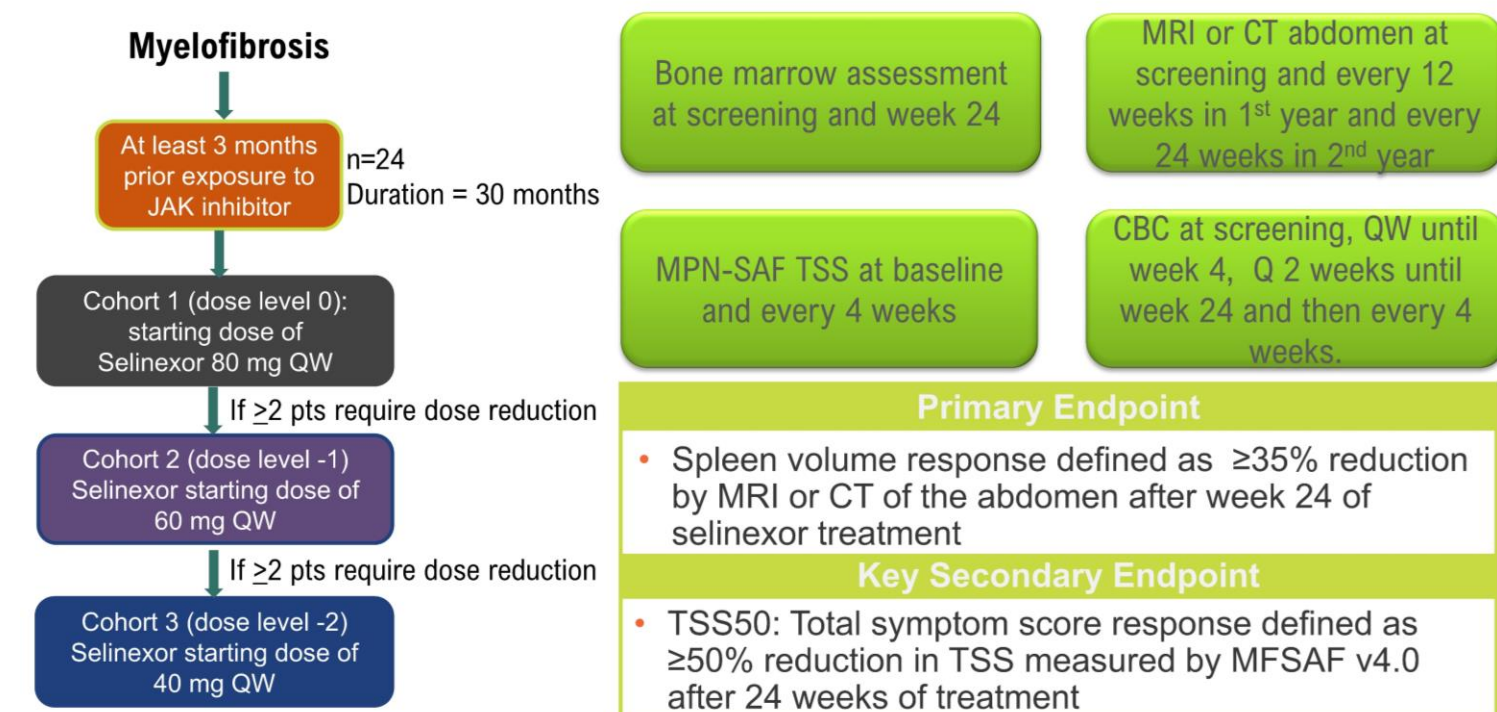 Myelofibrosis
At least 3 months
prior exposure to
JAK inhibitor
n=24
Duration = 30 months
Cohort 1 (dose level 0):
starting dose of
Selinexor 80 mg QW
If ≥2 pts require dose reduction
Cohort 2 (dose level -1)
Selinexor starting dose of
60 mg QW
If ≥2 pts require dose reduction
Cohort 3 (dose level -2)
Selinexor starting dose of
40 mg QW
Bone marrow assessment
at screening and week 24
MRI or CT abdomen at
screening and every 12
weeks in 1st year and every
24 weeks in 2nd year
MPN-SAF TSS at baseline
and every 4 weeks
CBC at screening, QW until
week 4, Q 2 weeks until
week 24 and then every 4
weeks.
Primary Endpoint
• Spleen volume response defined as ≥35% reduction
by MRI or CT of the abdomen after week 24 of
selinexor treatment
Key Secondary Endpoint
• TSS50: Total symptom score response defined as
≥50% reduction in TSS measured by MFSAF v4.0
after 24 weeks of treatment